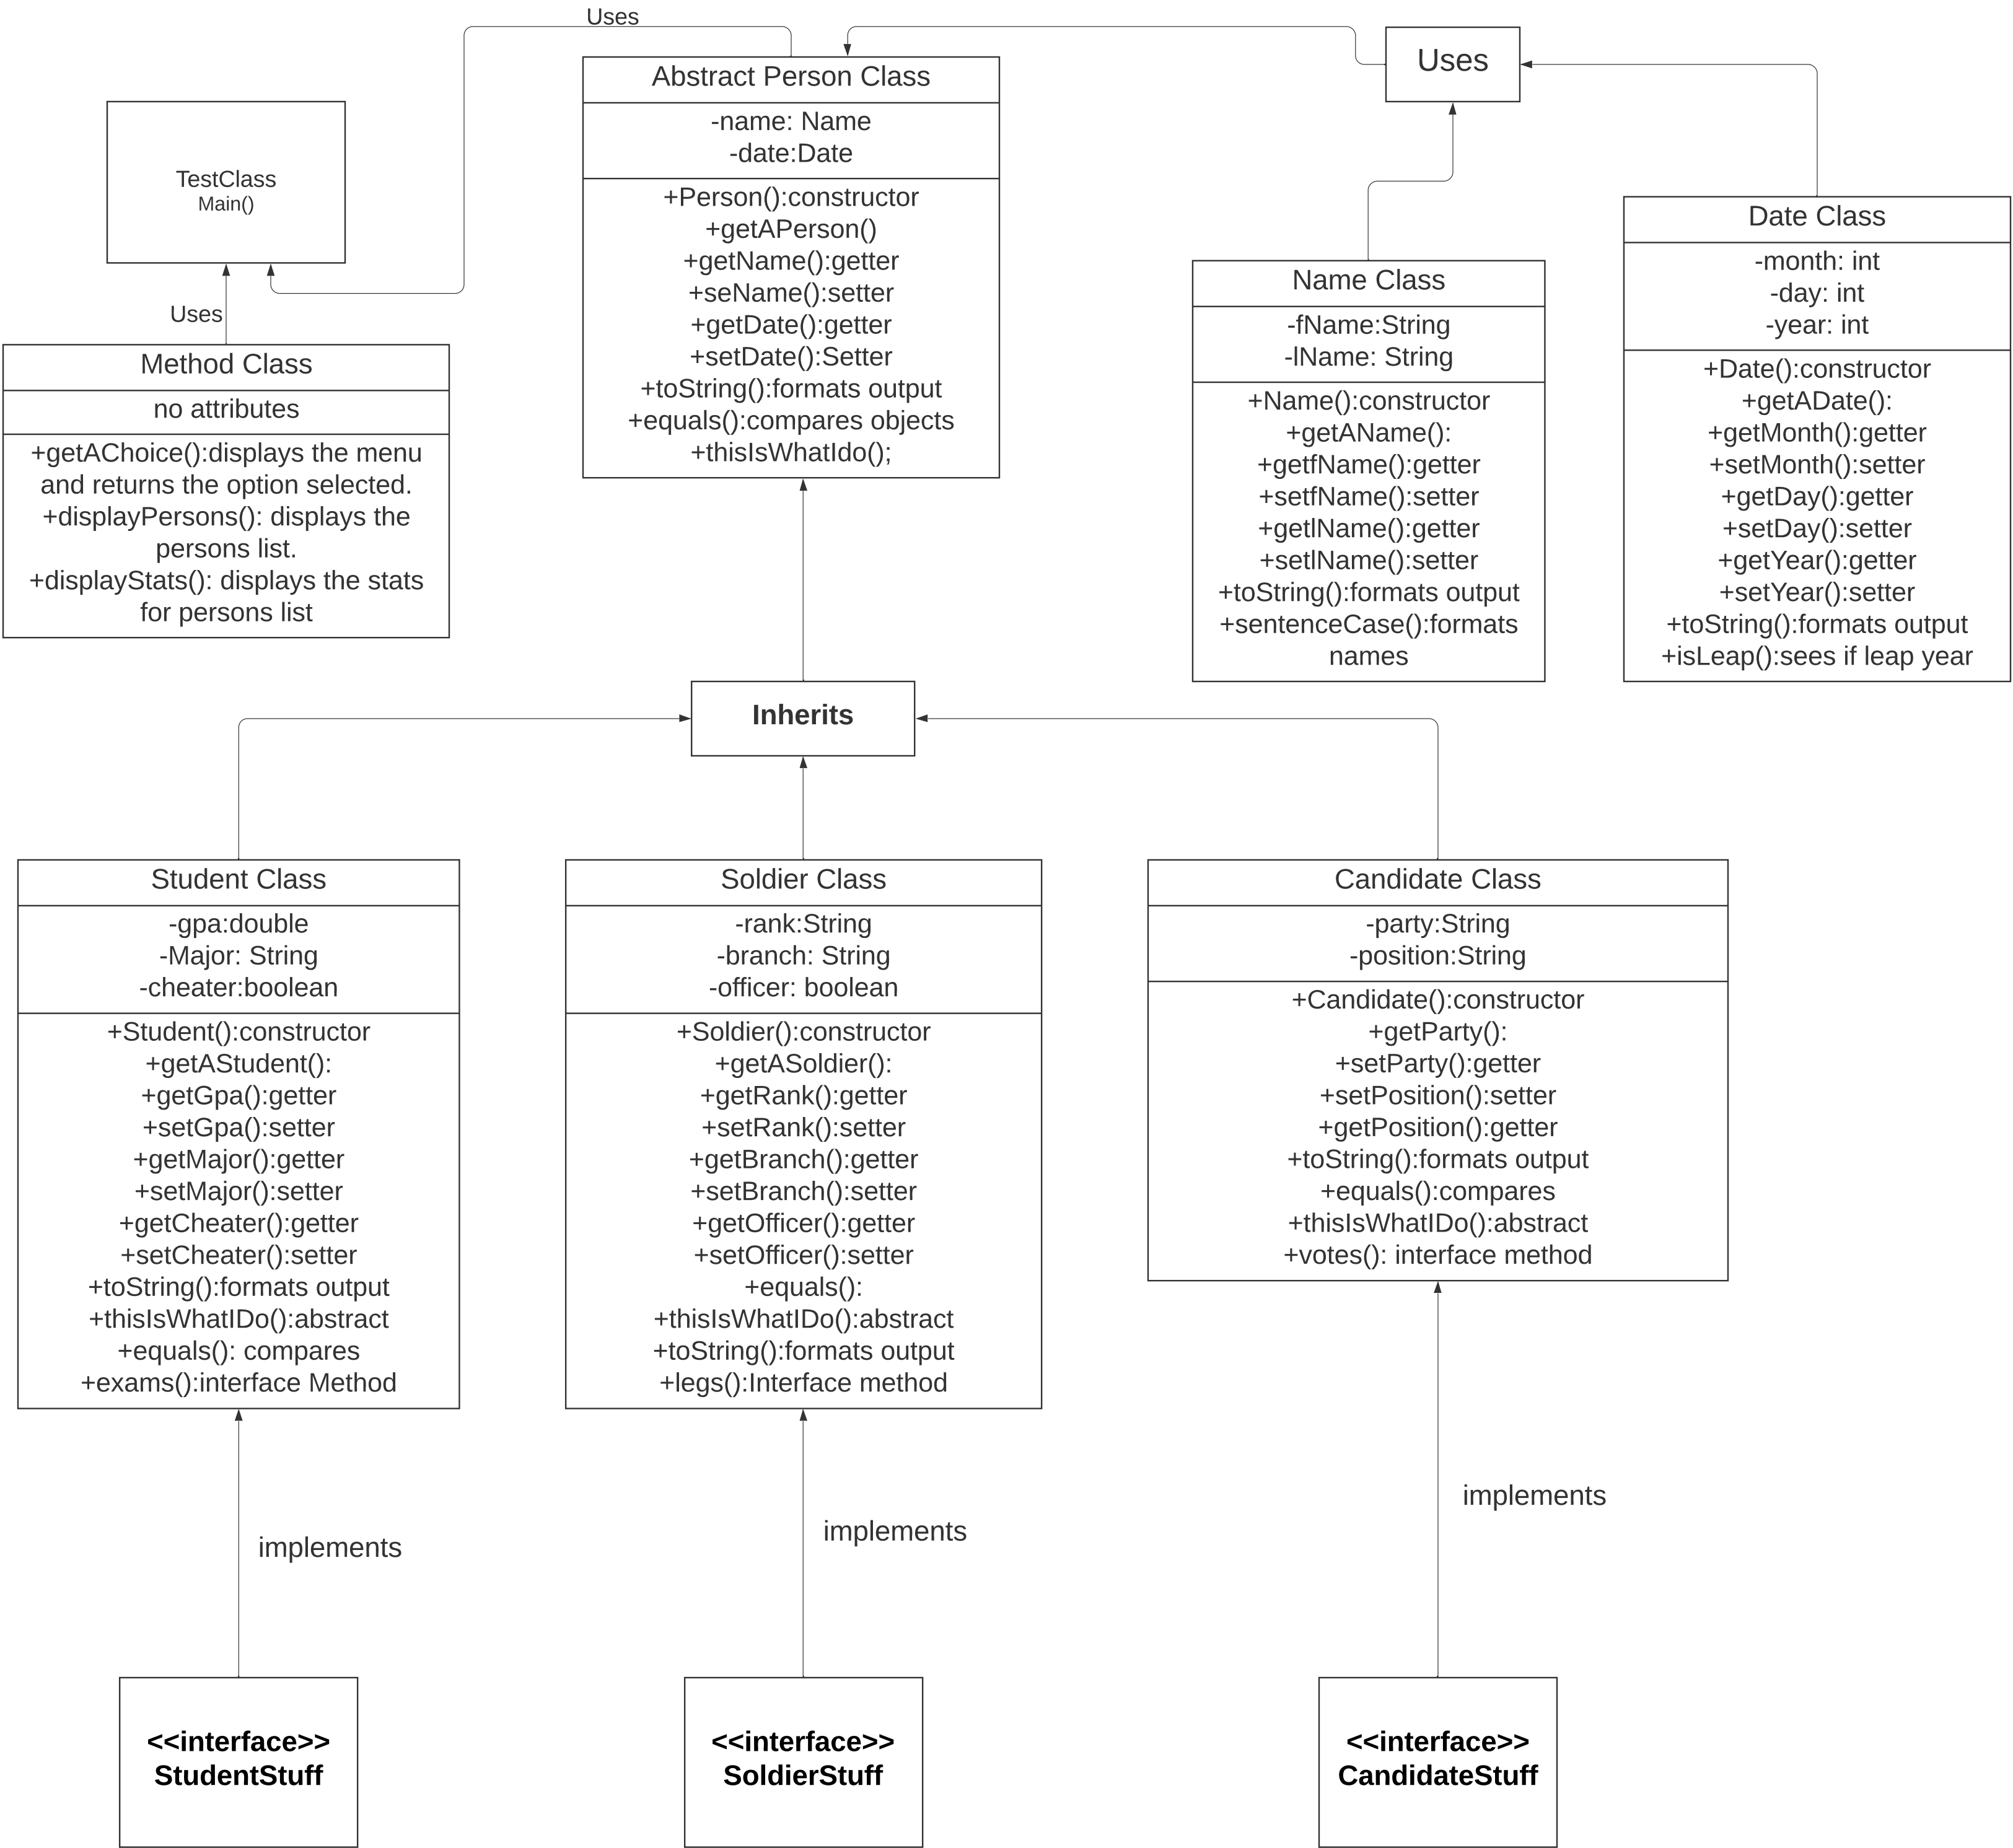 Uses
Uses
TestClass
Main()
Uses
Method Class
no attributes
+getAChoice():displays the menu
and returns the option selected.
+displayPersons(): displays the
persons list.
+displayStats(): displays the stats
for persons list
Abstract Person Class
-name: Name
-date:Date
+Person():constructor
+getAPerson()
+getName():getter
+seName():setter
+getDate():getter
+setDate():Setter
+toString():formats output
+equals():compares objects
+thisIsWhatIdo();
Name Class
-fName:String
-lName: String
+Name():constructor
+getAName():
+getfName():getter
+setfName():setter
+getlName():getter
+setlName():setter
+toString():formats output
+sentenceCase():formats
names
Date Class
-month: int
-day: int
-year: int
+Date():constructor
+getADate():
+getMonth():getter
+setMonth():setter
+getDay():getter
+setDay():setter
+getYear():getter
+setYear():setter
+toString():formats output
+isLeap():sees if leap year
Inherits
Student Class
-gpa:double
-Major: String
-cheater:boolean
+Student():constructor
+getAStudent():
+getGpa():getter
+setGpa():setter
+getMajor():getter
+setMajor():setter
+getCheater():getter
+setCheater():setter
+toString():formats output
+thisIsWhatIDo():abstract
+equals(): compares
+exams():interface Method
Soldier Class
-rank:String
-branch: String
-officer: boolean
+Soldier():constructor
+getASoldier():
+getRank():getter
+setRank():setter
+getBranch():getter
+setBranch():setter
+getOfficer():getter
+setOfficer():setter
+equals():
+thisIsWhatIDo():abstract
+toString():formats output
+legs():Interface method
Candidate Class
-party:String
-position:String
+Candidate():constructor
+getParty():
+setParty():getter
+setPosition():setter
+getPosition():getter
+toString():formats output
+equals():compares
+thisIsWhatIDo():abstract
+votes(): interface method
implements
implements
implements
<<interface>>
StudentStuff
<<interface>>
SoldierStuff
<<interface>>
CandidateStuff